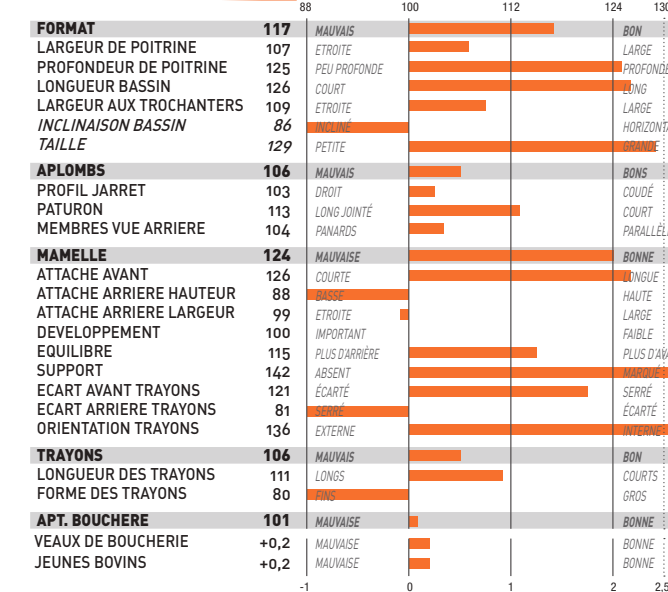 88 100 112 124 130
FORMAT 117 MAUVAIS BON
LARGEUR DE POITRINE 107 ETROITE LARGE
PROFONDEUR DE POITRINE 125 PEU PROFONDE PROFONDE
LONGUEUR BASSIN 126 COURT LONG
LARGEUR AUX TROCHANTERS 109 ETROITE LARGE
INCLINAISON BASSIN 86 INCLINÉ HORIZONT
TAILLE 129 PETITE GRANDE
APLOMBS 106 MAUVAIS BONS
PROFIL JARRET 103 DROIT COUDÉ
PATURON 113 LONG JOINTÉ COURT
MEMBRES VUE ARRIERE 104 PANARDS PARALLÈL
MAMELLE 124 MAUVAISE BONNE
ATTACHE AVANT 126 COURTE LONGUE
ATTACHE ARRIERE HAUTEUR 88 BASSE HAUTE
ATTACHE ARRIERE LARGEUR 99 ETROITE LARGE
DEVELOPPEMENT 100 IMPORTANT FAIBLE
EQUILIBRE 115 PLUS D'ARRIÈRE PLUS D'AVA
SUPPORT 142 ABSENT MARQUÉ
ECART AVANT TRAYONS 121 ÉCARTÉ SERRÉ
ECART ARRIERE TRAYONS 81 SERRÉ ÉCARTÉ
ORIENTATION TRAYONS 136 EXTERNE INTERNE
TRAYONS 106 MAUVAIS BON
LONGUEUR DES TRAYONS 111 LONGS COURTS
FORME DES TRAYONS 80 FINS GROS
APT. BOUCHERE 101 MAUVAISE BONNE
VEAUX DE BOUCHERIE +0,2 MAUVAISE BONNE
JEUNES BOVINS +0,2 MAUVAISE BONNE
-1 0 1 2 2,5